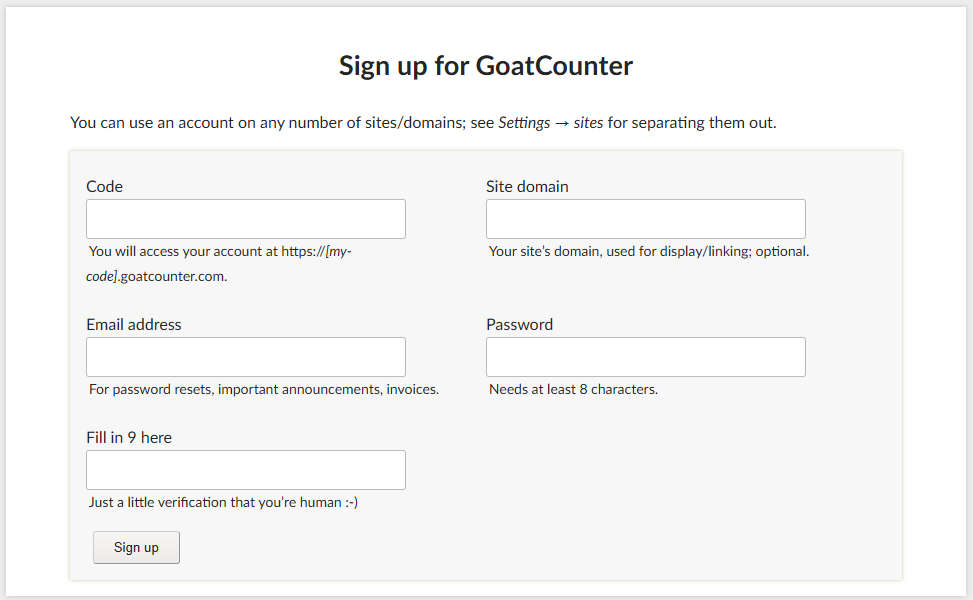 Sign up for GoatCounter
You can use an account on any number of sites/domains; see Settings → sites for separating them out.
Code
Site domain
You will access your account at https://[my-
code].goatcounter.com.
Your site’s domain, used for display/linking; optional.
Email address
Password
For password resets, important announcements, invoices.
Needs at least 8 characters.
Fill in 9 here
Just a little verification that you’re human :-)
Sign up